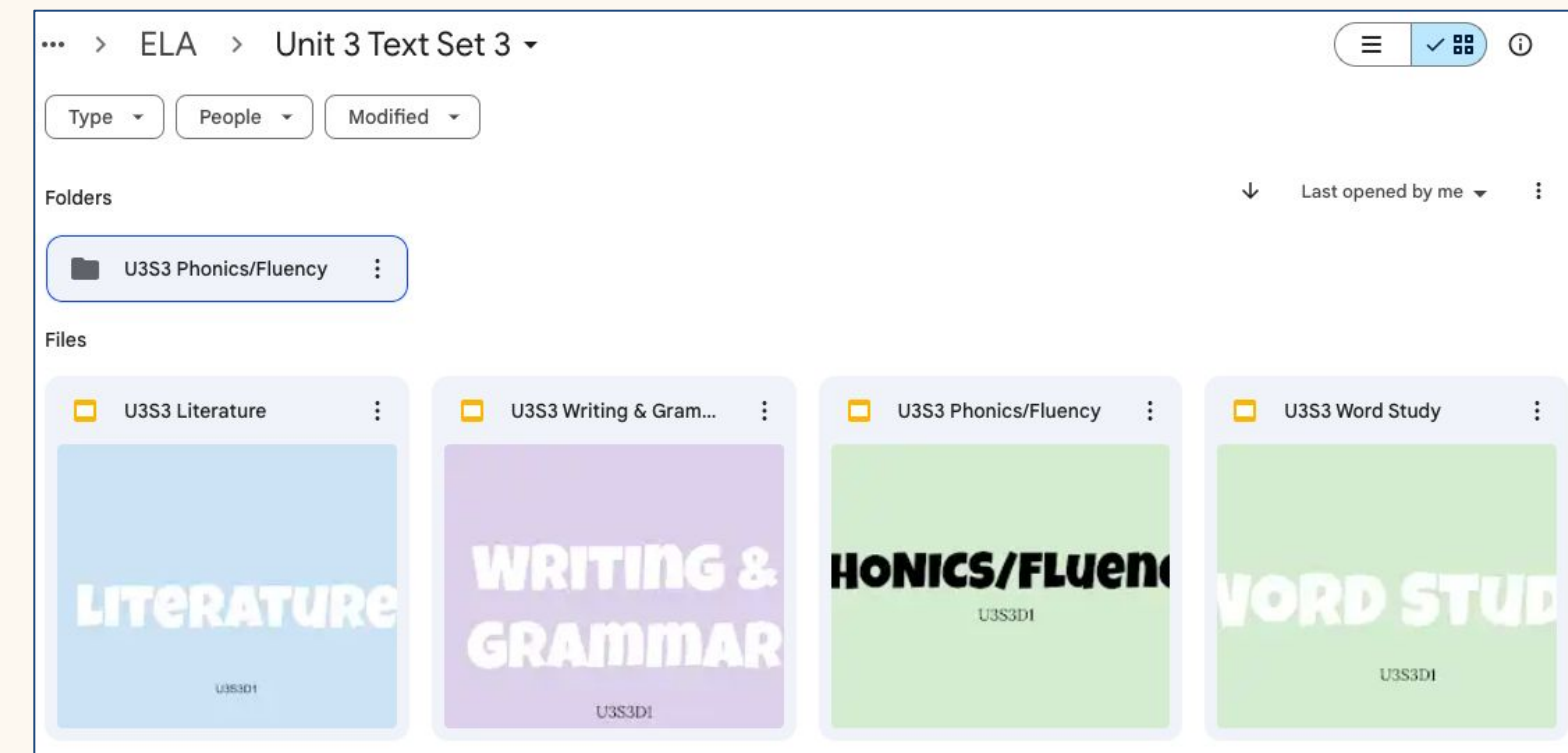 ... > ELA > Unit 3 Text Set 3
Type People Modified
Folders
Last opened by me
U3S3 Phonics/Fluency
Files
U3S3 Literature
U3S3 Writing & Gram...
U3S3 Phonics/Fluency
U3S3 Word Study
LITERATURE
U3S3D1
WRITING &
GRAMMAR
U3S3D1
HONICS/FLUEN
U3S3D1
WORD STUD
U3S3D1